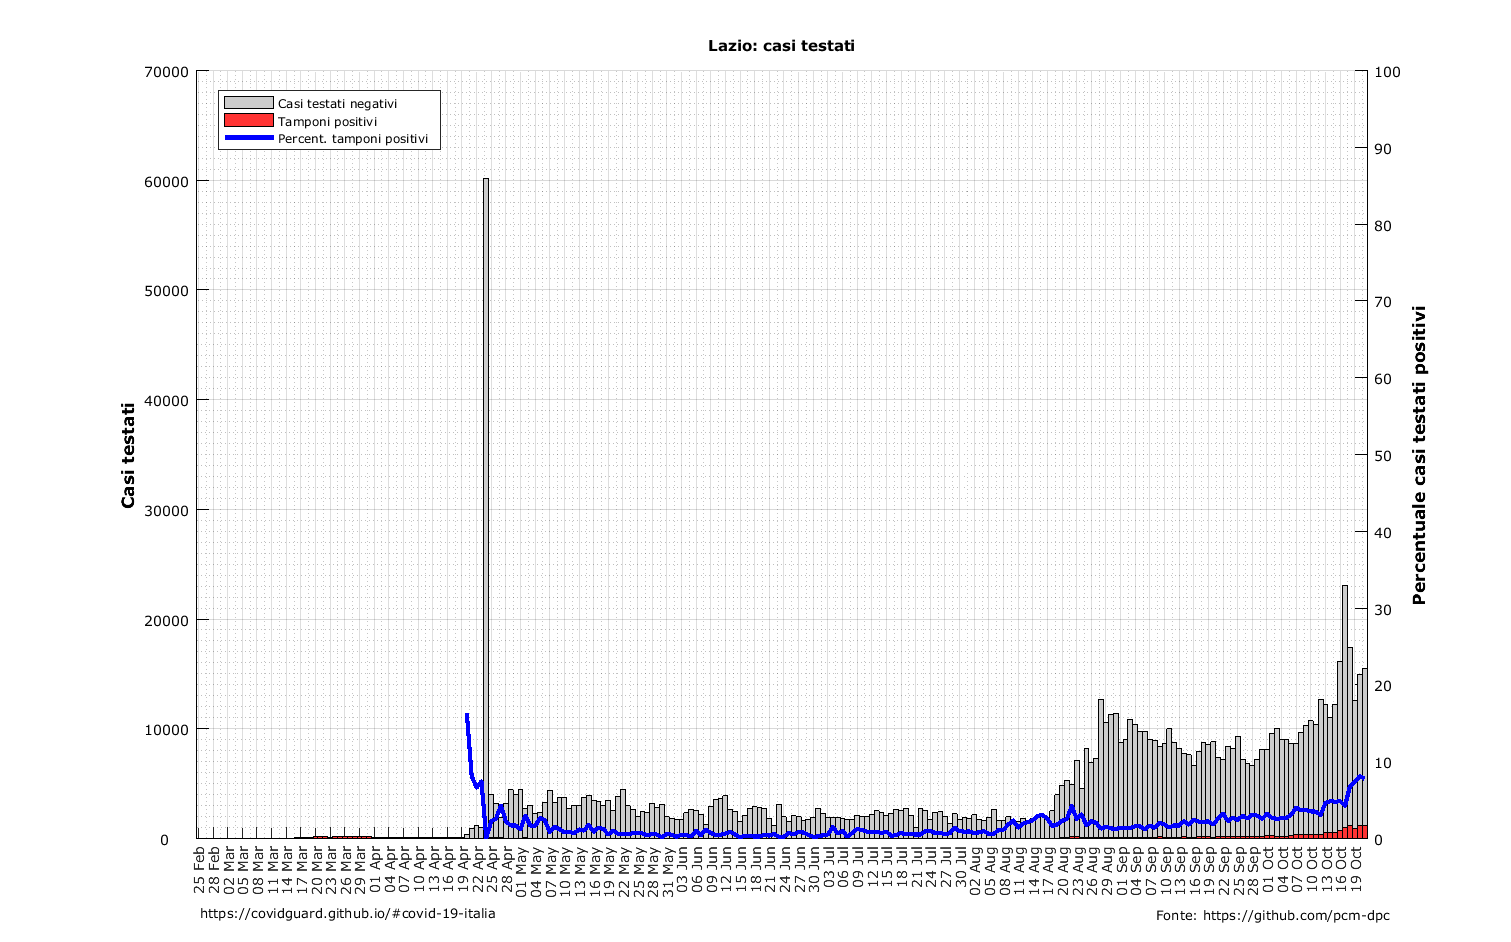 Lazio: casi testati
Casi testati negativi
Tamponi positivi
Percent. tamponi positivi
70000
60000
50000
40000
30000
20000
10000
0
Casi testati
100
90
80
70
60
50
40
30
20
10
0
Percentuale casi testati positivi
25 Feb
28 Feb
02 Mar
05 Mar
08 Mar
11 Mar
14 Mar
17 Mar
20 Mar
23 Mar
26 Mar
29 Mar
01 Apr
04 Apr
07 Apr
10 Apr
13 Apr
16 Apr
19 Apr
22 Apr
25 Apr
28 Apr
01 May
04 May
07 May
10 May
13 May
16 May
19 May
22 May
25 May
28 May
31 May
03 Jun
06 Jun
09 Jun
12 Jun
15 Jun
18 Jun
21 Jun
24 Jun
27 Jun
30 Jun
03 Jul
06 Jul
09 Jul
12 Jul
15 Jul
18 Jul
21 Jul
24 Jul
27 Jul
30 Jul
02 Aug
05 Aug
08 Aug
11 Aug
14 Aug
17 Aug
20 Aug
23 Aug
26 Aug
29 Aug
01 Sep
04 Sep
07 Sep
10 Sep
13 Sep
16 Sep
19 Sep
22 Sep
25 Sep
28 Sep
01 Oct
04 Oct
07 Oct
10 Oct
13 Oct
16 Oct
19 Oct
https://covidguard.github.io/#covid-19-italia
Fonte: https://github.com/pcm-dpc